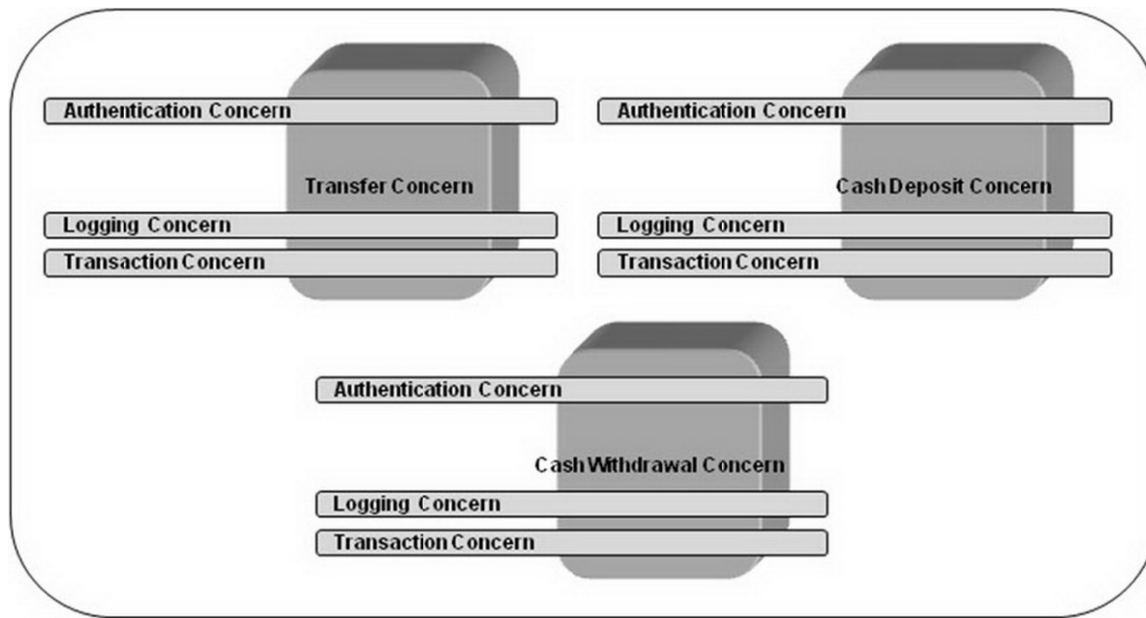 Authentication Concern
Transfer Concern
Logging Concern
Transaction Concern
Authentication Concern
Cash Deposit Concern
Logging Concern
Transaction Concern
Authentication Concern
Cash Withdrawal Concern
Logging Concern
Transaction Concern